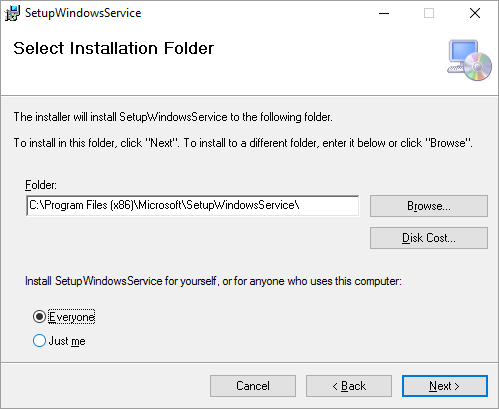 SetupWindowsService
Select Installation Folder
The installer will install SetupWindowsService to the following folder.
To install in this folder, click "Next". To install to a different folder, enter it below or click "Browse".
Folder:
C:\Program Files (x86)\Microsoft\SetupWindowsService\
Browse...
Disk Cost...
Install SetupWindowsService for yourself, or for anyone who uses this computer:
Everyone
Just me
Cancel
< Back
Next >